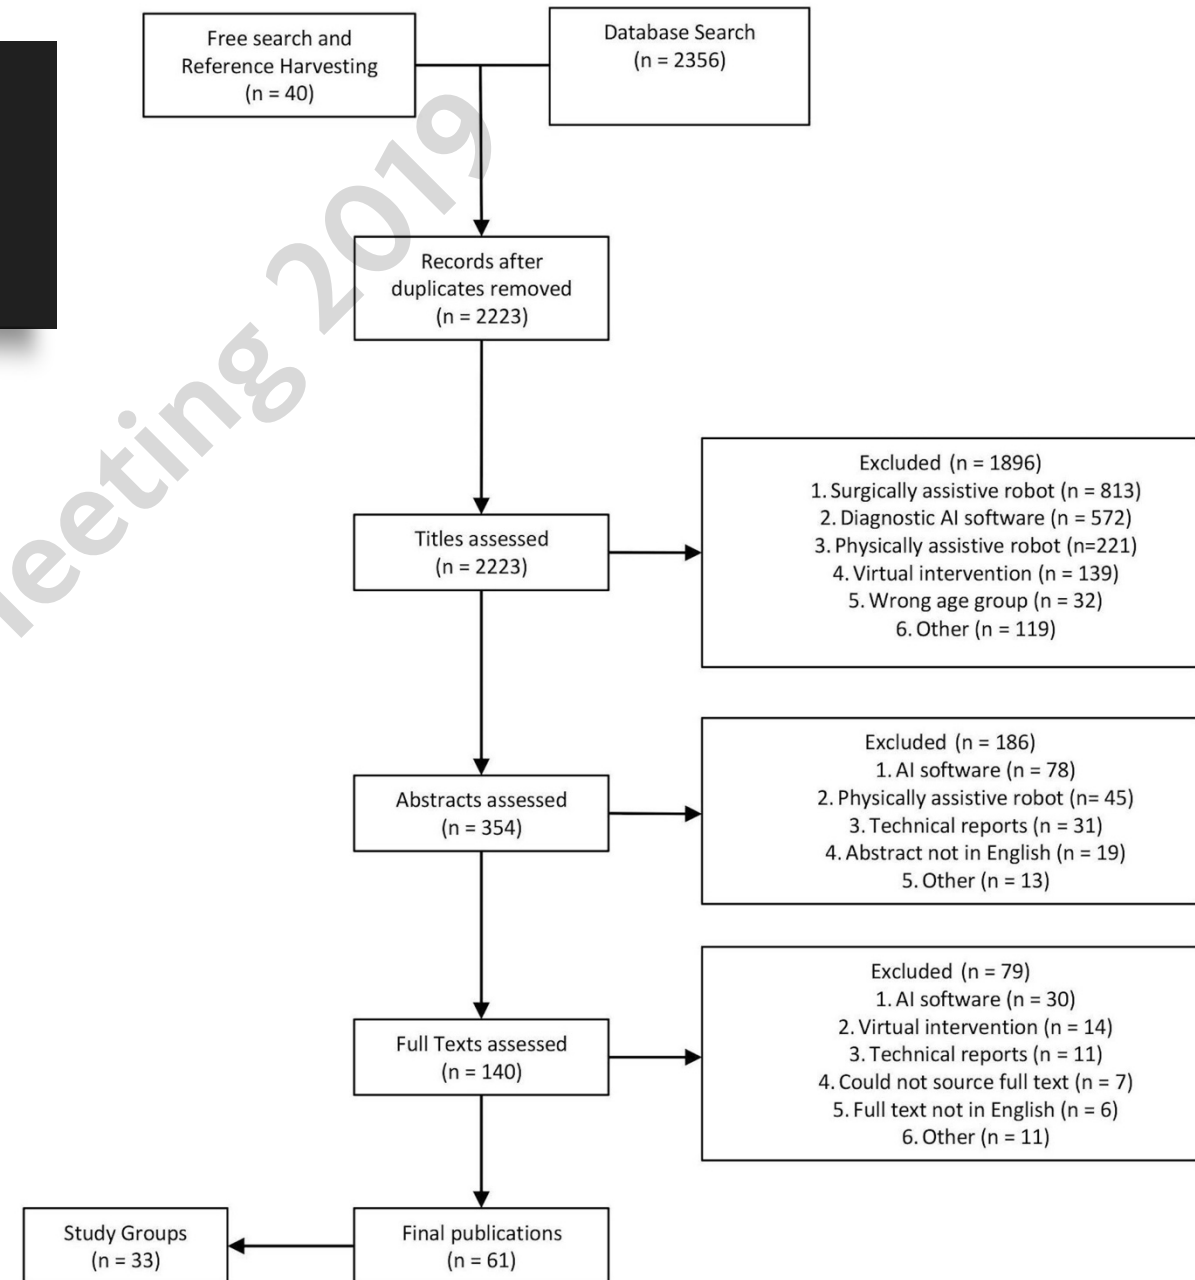 Free search and
Reference Harvesting
(n = 40)
Database Search
(n = 2356)
Records after
duplicates removed
(n = 2223)
Titles assessed
(n = 2223)
Excluded (n = 1896)
1. Surgically assistive robot (n = 813)
2. Diagnostic AI software (n = 572)
3. Physically assistive robot (n=221)
4. Virtual intervention (n = 139)
5. Wrong age group (n = 32)
6. Other (n = 119)
Abstracts assessed
(n = 354)
Excluded (n = 186)
1. AI software (n = 78)
2. Physically assistive robot (n= 45)
3. Technical reports (n = 31)
4. Abstract not in English (n = 19)
5. Other (n = 13)
Full Texts assessed
(n = 140)
Excluded (n = 79)
1. AI software (n = 30)
2. Virtual intervention (n = 14)
3. Technical reports (n = 11)
4. Could not source full text (n = 7)
5. Full text not in English (n = 6)
6. Other (n = 11)
Study Groups
(n = 33)
Final publications
(n = 61)
eeting 2019